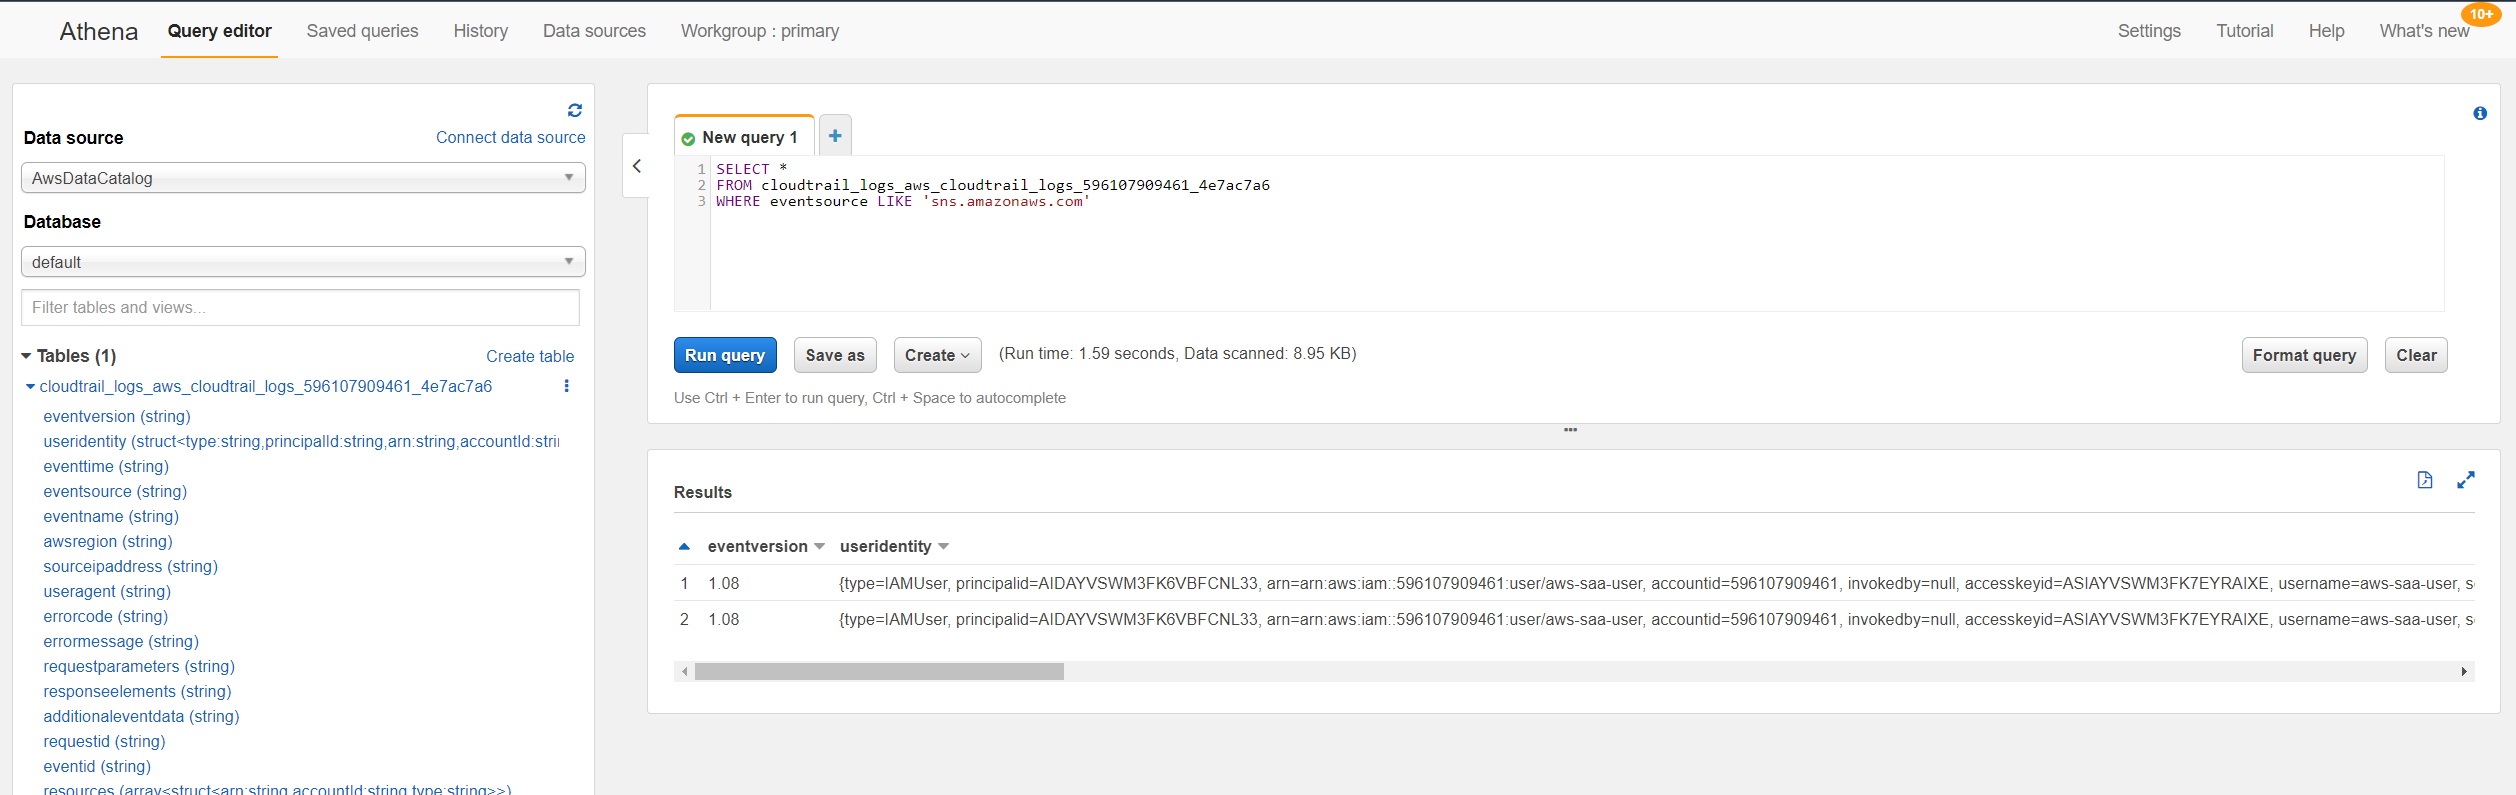 Athena Query editor Saved queries History Data sources Workgroup : primary Settings Tutorial Help What's new 10+
Data source Connect data source
AwsDataCatalog
Database
default
Filter tables and views...
Tables (1) Create table
cloudtrail_logs_aws_cloudtrail_logs_596107909461_4e7ac7a6
eventversion (string)
useridentity (struct<type:string,principalId:string,arn:string,accountId:stri
eventtime (string)
eventsource (string)
eventname (string)
awsregion (string)
sourceipaddress (string)
useragent (string)
errorcode (string)
errormessage (string)
requestparameters (string)
responseelements (string)
additionaleventdata (string)
requestid (string)
eventid (string)
resources (array<struct<arn:string,accountId:string,type:string>>)
New query 1 +
1 SELECT *
2 FROM cloudtrail_logs_aws_cloudtrail_logs_596107909461_4e7ac7a6
3 WHERE eventsource LIKE 'sns.amazonaws.com'
Run query Save as Create (Run time: 1.59 seconds, Data scanned: 8.95 KB) Format query Clear
Use Ctrl + Enter to run query, Ctrl + Space to autocomplete
Results
eventversion useridentity
1 1.08 {type=IAMUser, principalid=AIDAYVSWM3FK6VBFCNL33, arn=arn:aws:iam::596107909461:user/aws-saa-user, accountid=596107909461, invokedby=null, accesskeyid=ASIAYVSWM3FK7EYRAIXE, username=aws-saa-user, s
2 1.08 {type=IAMUser, principalid=AIDAYVSWM3FK6VBFCNL33, arn=arn:aws:iam::596107909461:user/aws-saa-user, accountid=596107909461, invokedby=null, accesskeyid=ASIAYVSWM3FK7EYRAIXE, username=aws-saa-user, s